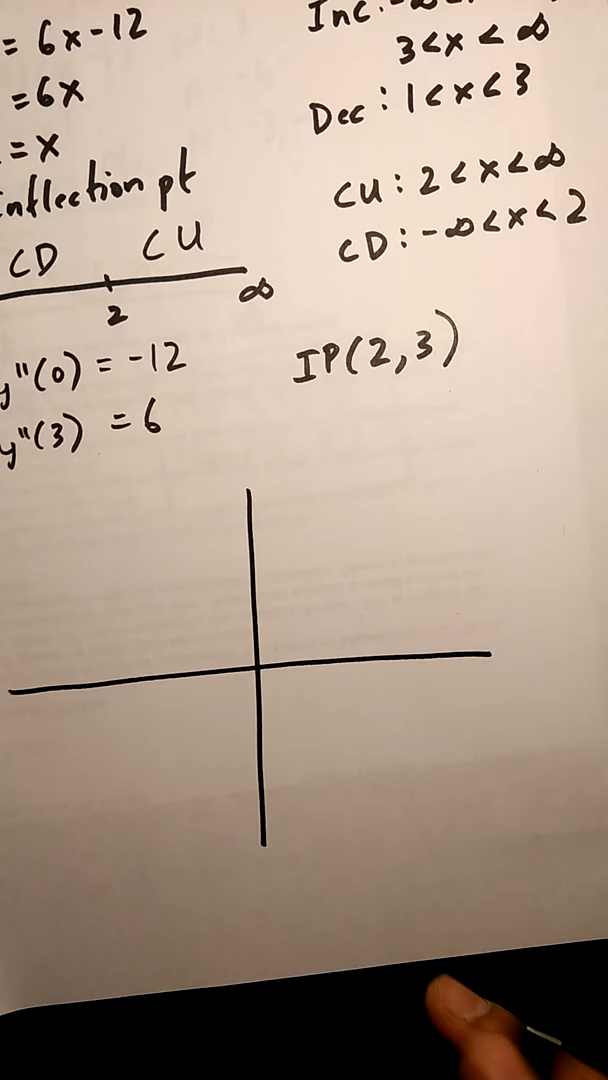 = 6x-12
=6x
=x
Inflection pt
CD CU
2 ∞
y"(0) = -12
y"(3) = 6
Inc:-∞
3<x<∞
Dec: 1<x<3
CU: 2<x<∞
CD: -∞<x<2
IP(2,3)